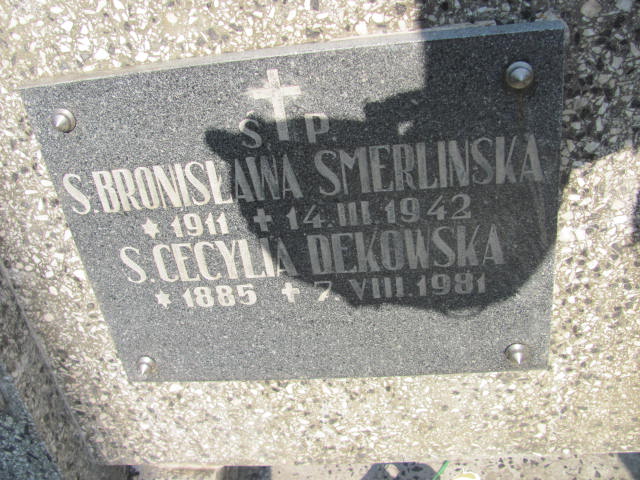 Ś P
S. BRONISŁAWA SMERLINSKA
* 1911 + 14.III.1942
S. CECYLIA DEKOWSKA
* 1885 + 7 VIII.1981